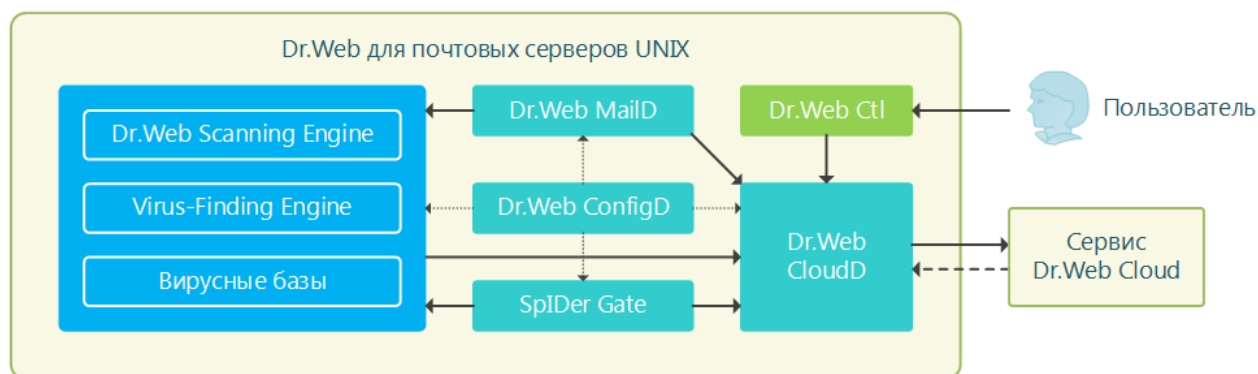 Dr.Web для почтовых серверов UNIX
Dr.Web Scanning Engine
Virus-Finding Engine
Вирусные базы
Dr.Web MailD
Dr.Web ConfigD
SpIDer Gate
Dr.Web Ctl
Dr.Web
CloudD
Пользователь
Сервис
Dr.Web Cloud